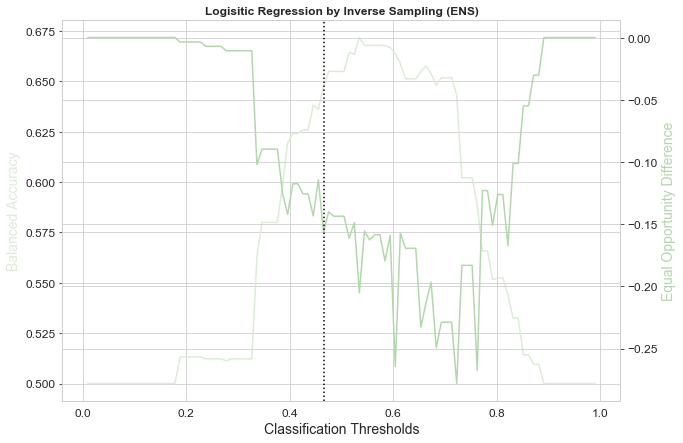 Logisitic Regression by Inverse Sampling (ENS)
0.675
0.650
0.625
0.600
0.575
0.550
0.525
0.500
Balanced Accuracy
0.00
−0.05
−0.10
−0.15
−0.20
−0.25
Equal Opportunity Difference
0.0 0.2 0.4 0.6 0.8 1.0
Classification Thresholds